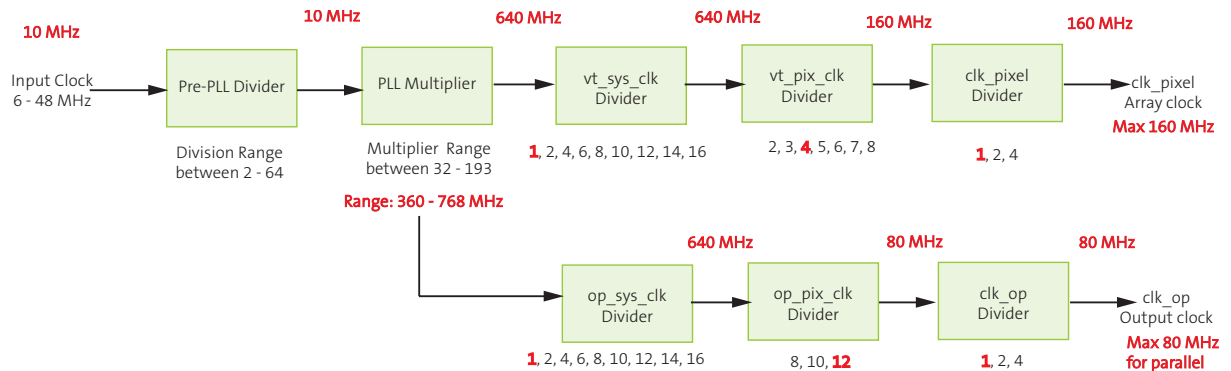 10 MHz
10 MHz
640 MHz
640 MHz
160 MHz
160 MHz
Input Clock
6 - 48 MHz
Pre-PLL Divider
PLL Multiplier
vt_sys_clk
Divider
vt_pix_clk
Divider
clk_pixel
Divider
clk_pixel
Array clock
Max 160 MHz
Division Range
between 2 - 64
Multiplier Range
between 32 - 193
Range: 360 - 768 MHz
1, 2, 4, 6, 8, 10, 12, 14, 16
2, 3, 4, 5, 6, 7, 8
1, 2, 4
640 MHz
80 MHz
80 MHz
op_sys_clk
Divider
op_pix_clk
Divider
clk_op
Divider
clk_op
Output clock
Max 80 MHz
for parallel
1, 2, 4, 6, 8, 10, 12, 14, 16
8, 10, 12
1, 2, 4